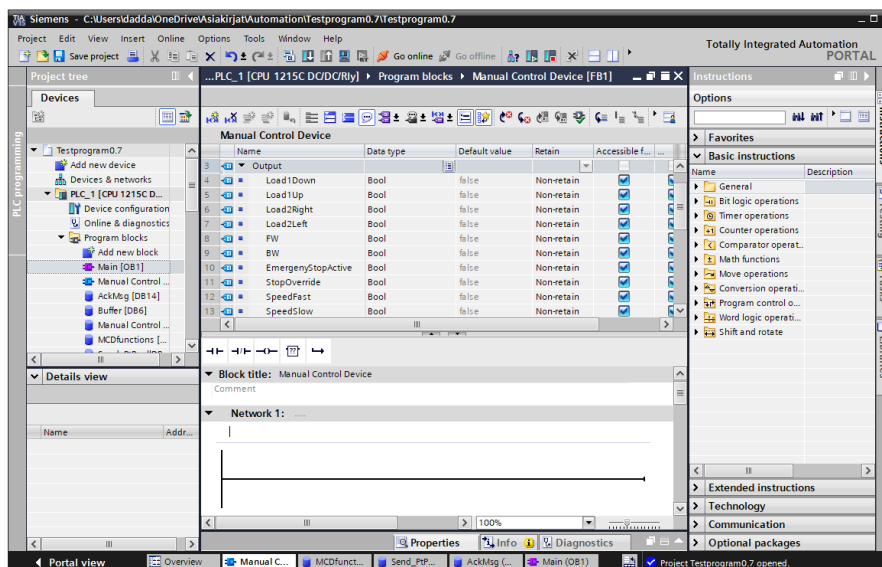 Siemens - C:\Users\dadda\OneDrive\Asiakirjat\Automation\Testprogram0.7\Testprogram0.7
Project Edit View Insert Online Options Tools Window Help
Totally Integrated Automation
PORTAL
Save project
Go online
Go offline
Project tree
...PLC_1 [CPU 1215C DC/DC/Rly] Program blocks Manual Control Device [FB1]
Instructions
Devices
Options
PLC programming
Testprogram0.7
Add new device
Devices & networks
PLC_1 [CPU 1215C D...
Device configuration
Online & diagnostics
Program blocks
Add new block
Main [OB1]
Manual Control ...
AckMsg [DB14]
Buffer [DB6]
Manual Control ...
MCDfunctions [...
Details view
Name Addr...
Manual Control Device
Name Data type Default value Retain Accessible f... ...
3 Output
4 Load1Down Bool false Non-retain
5 Load1Up Bool false Non-retain
6 Load2Right Bool false Non-retain
7 Load2Left Bool false Non-retain
8 FW Bool false Non-retain
9 BW Bool false Non-retain
10 EmergenyStopActive Bool false Non-retain
11 StopOverride Bool false Non-retain
12 SpeedFast Bool false Non-retain
13 SpeedSlow Bool false Non-retain
??
Block title: Manual Control Device
Comment
Network 1: .....
100%
Properties Info Diagnostics
Favorites
Basic instructions
Name Description
General
Bit logic operations
Timer operations
Counter operations
Comparator operat...
Math functions
Move operations
Conversion operati...
Program control o...
Word logic operati...
Shift and rotate
Extended instructions
Technology
Communication
Optional packages
Portal view Overview Manual C... MCDfunct... Send_PtP... AckMsg (... Main (OB1) Project Testprogram0.7 opened.